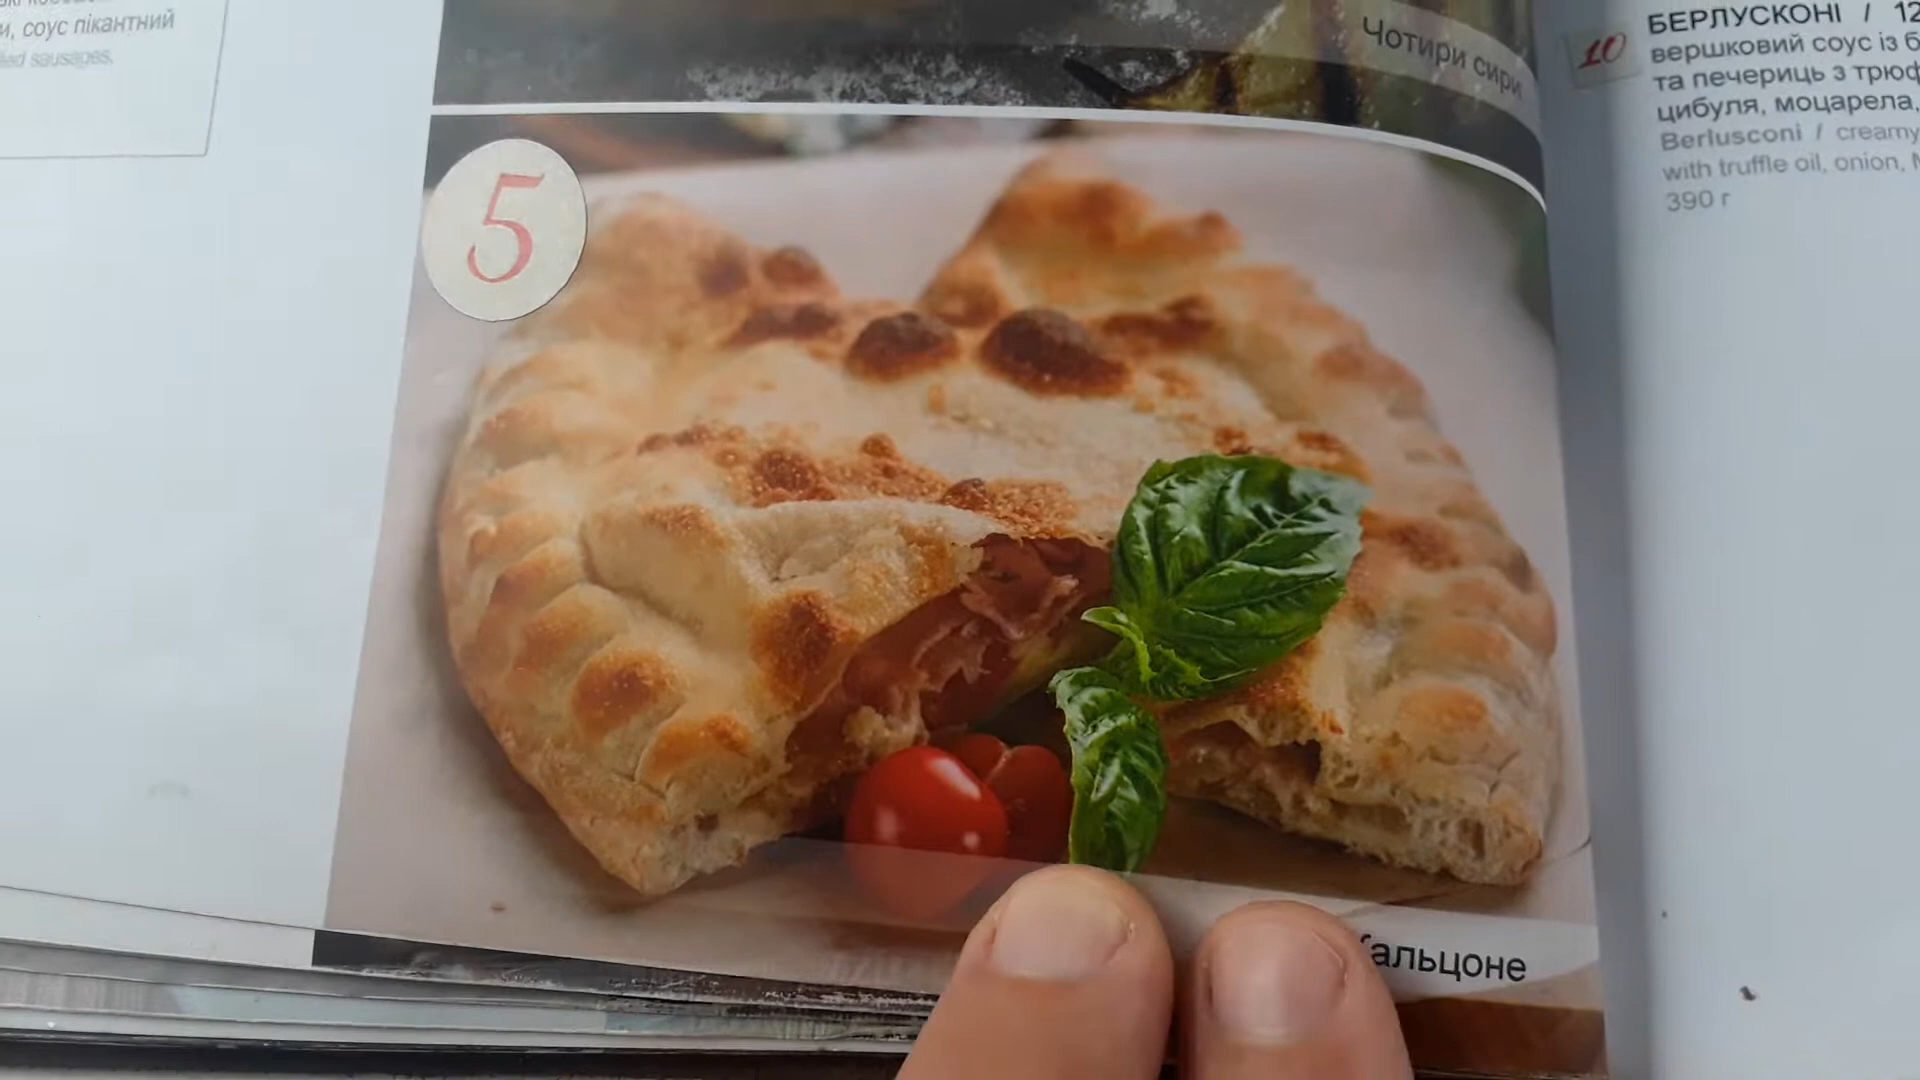 и, соус пікантний
sausages.
Чотири сири
5
альцоне
10
БЕРЛУСКОНІ / 12
вершковий соус із б
та печериць з трюф
цибуля, моцарела,
Berlusconi / creamy
with truffle oil, onion, M
390 г